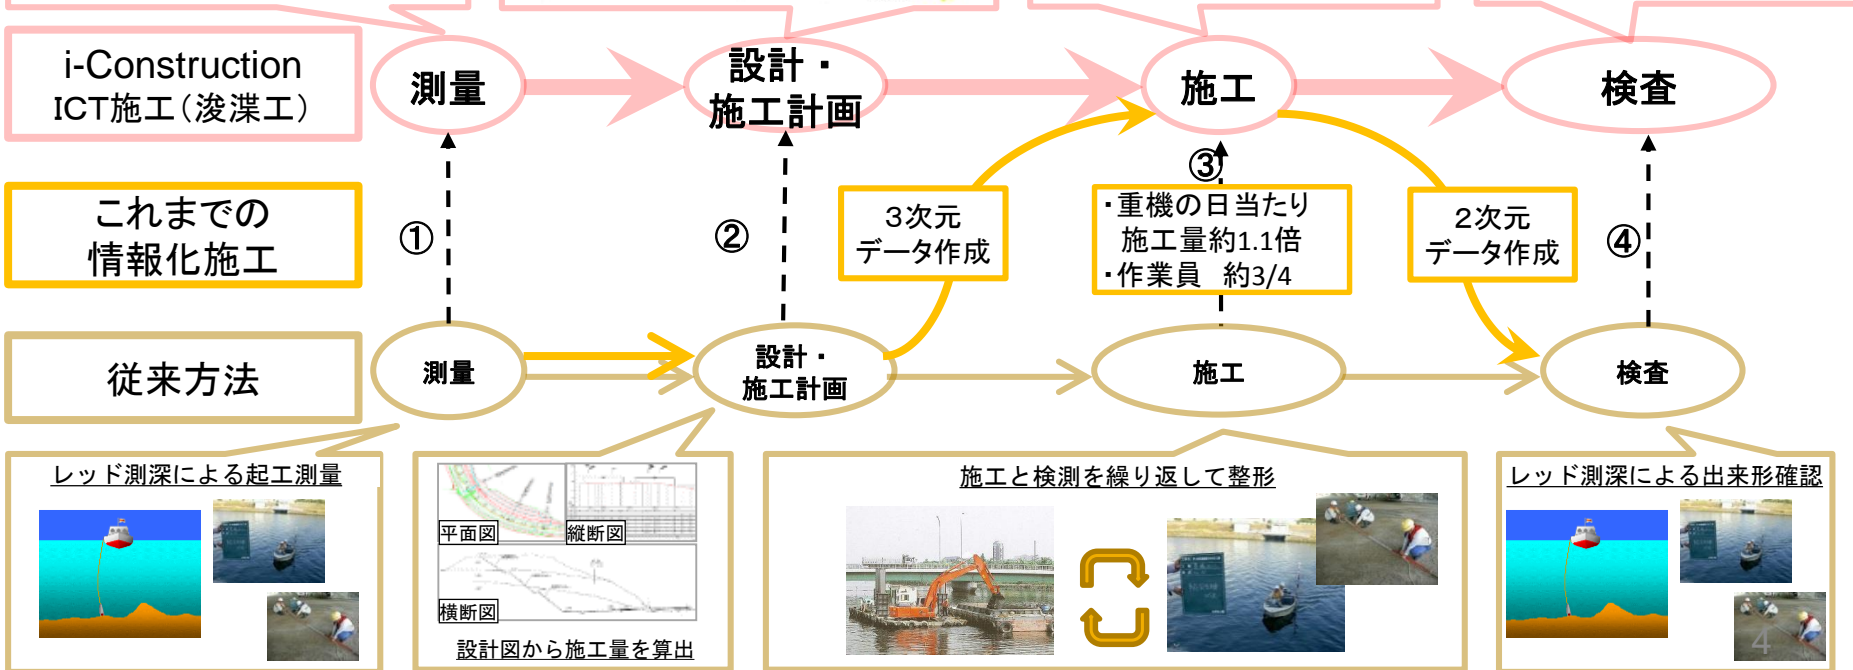 i-Construction
ICT施工(浚渫工)
測量
設計・
施工計画
施工
検査
これまでの
情報化施工
①
②
3次元
データ作成
③
・重機の日当たり
施工量約1.1倍
・作業員 約3/4
2次元
データ作成
④
従来方法
測量
設計・
施工計画
施工
検査
レッド測深による起工測量
平面図
縦断図
横断図
設計図から施工量を算出
施工と検測を繰り返して整形
レッド測深による出来形確認
4